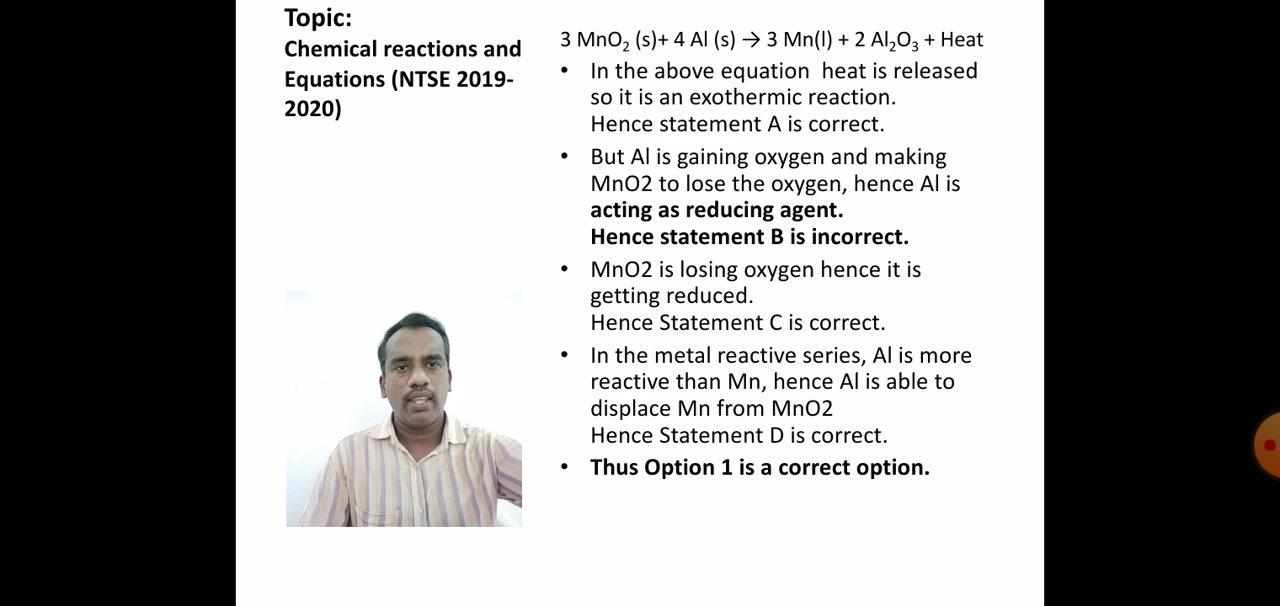 Topic:
Chemical reactions and
Equations (NTSE 2019-
2020)
3 MnO₂ (s)+ 4 Al (s) → 3 Mn(l) + 2 Al₂O₃ + Heat
• In the above equation  heat is released
so it is an exothermic reaction.
Hence statement A is correct.
• But Al is gaining oxygen and making
MnO2 to lose the oxygen, hence Al is
acting as reducing agent.
Hence statement B is incorrect.
• MnO2 is losing oxygen hence it is
getting reduced.
Hence Statement C is correct.
• In the metal reactive series, Al is more
reactive than Mn, hence Al is able to
displace Mn from MnO2
Hence Statement D is correct.
• Thus Option 1 is a correct option.